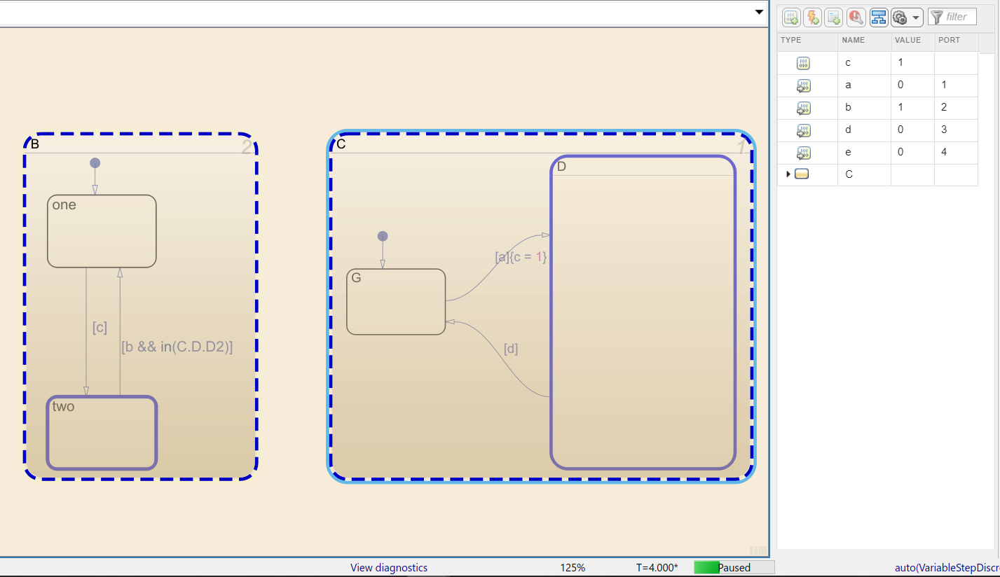 filter
TYPE NAME VALUE PORT
c 1
a 0 1
b 1 2
d 0 3
e 0 4
C
B 2
one
[c]
[b && in(C.D.D2)]
two
C 1
D
[a]{c = 1}
G
[d]
View diagnostics 125% T=4.000* Paused auto(VariableStepDiscr